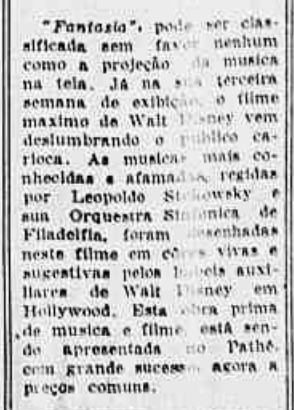 "Fantasia", pode ser clas-
sificada sem favor nenhum
como a projeção da musica
na tela. Já na sua terceira
semana de exibição, o filme
maximo de Walt Disney vem
deslumbrando o publico ca-
rioca. As musicas mais co-
nhecidas e afamadas, regidas
por Leopoldo Stokowsky e
sua Orquestra Sinfonica de
Filadelfia, foram desenhadas
neste filme em côres vivas e
sugestivas pelos habeis auxi-
liares de Walt Disney em
Hollywood. Esta obra prima
de musica e filme está sen-
do apresentada no Pathé
com grande sucesso agora a
preços comuns.